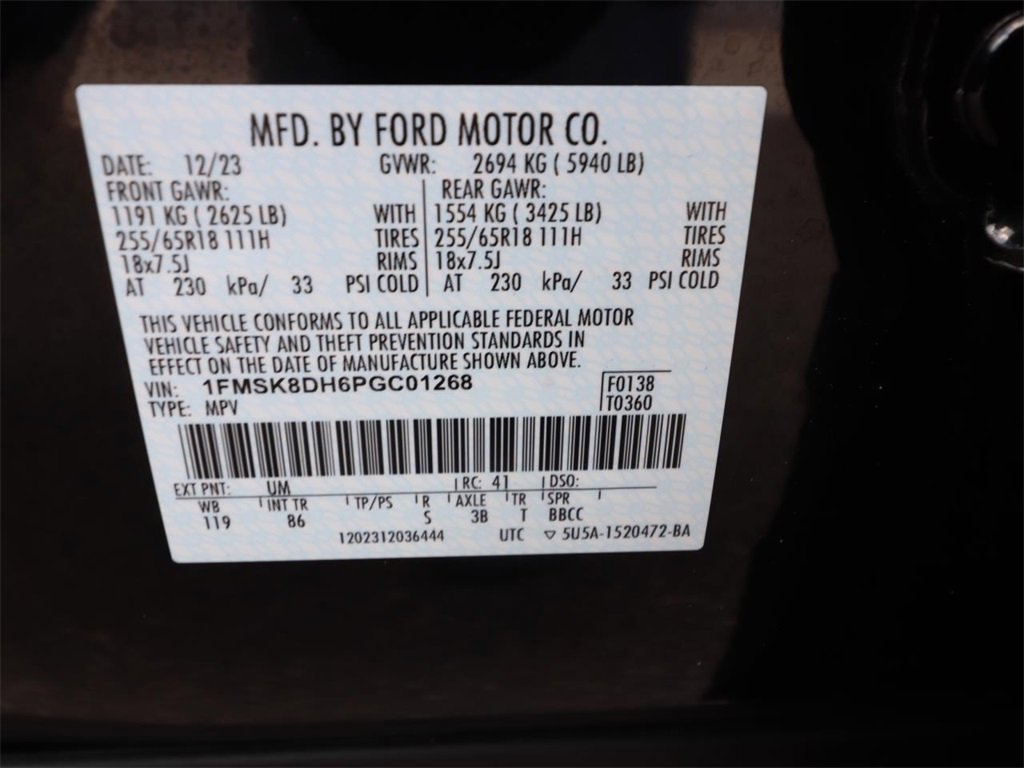 MFD. BY FORD MOTOR CO.
DATE: 12/23 GVWR: 2694 KG ( 5940 LB)
FRONT GAWR: REAR GAWR:
1191 KG ( 2625 LB) WITH 1554 KG ( 3425 LB) WITH
255/65R18 111H TIRES 255/65R18 111H TIRES
18x7.5J RIMS 18x7.5J RIMS
AT 230 kPa/ 33 PSI COLD AT 230 kPa/ 33 PSI COLD
THIS VEHICLE CONFORMS TO ALL APPLICABLE FEDERAL MOTOR
VEHICLE SAFETY AND THEFT PREVENTION STANDARDS IN
EFFECT ON THE DATE OF MANUFACTURE SHOWN ABOVE.
VIN: 1FMSK8DH6PGC01268 F0138
TYPE: MPV T0360
EXT PNT: UM RC: 41 DSO:
WB INT TR TP/PS R AXLE TR SPR
119 86 S 3B T BBCC
1202312036444 UTC ▽ 5U5A-1520472-BA